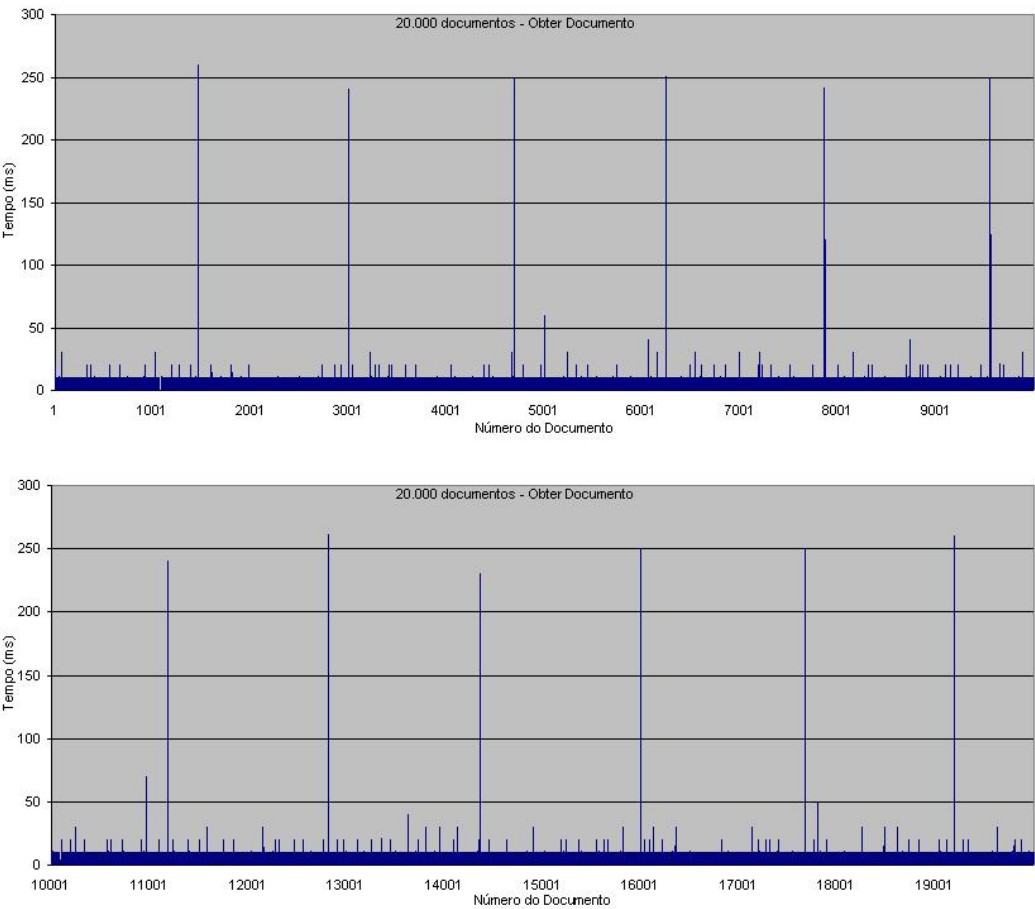 20.000 documentos - Obter Documento
300
250
200
150
100
50
0
Tempo (ms)
1 1001 2001 3001 4001 5001 6001 7001 8001 9001
Número do Documento
20.000 documentos - Obter Documento
300
250
200
150
100
50
0
Tempo (ms)
10001 11001 12001 13001 14001 15001 16001 17001 18001 19001
Número do Documento